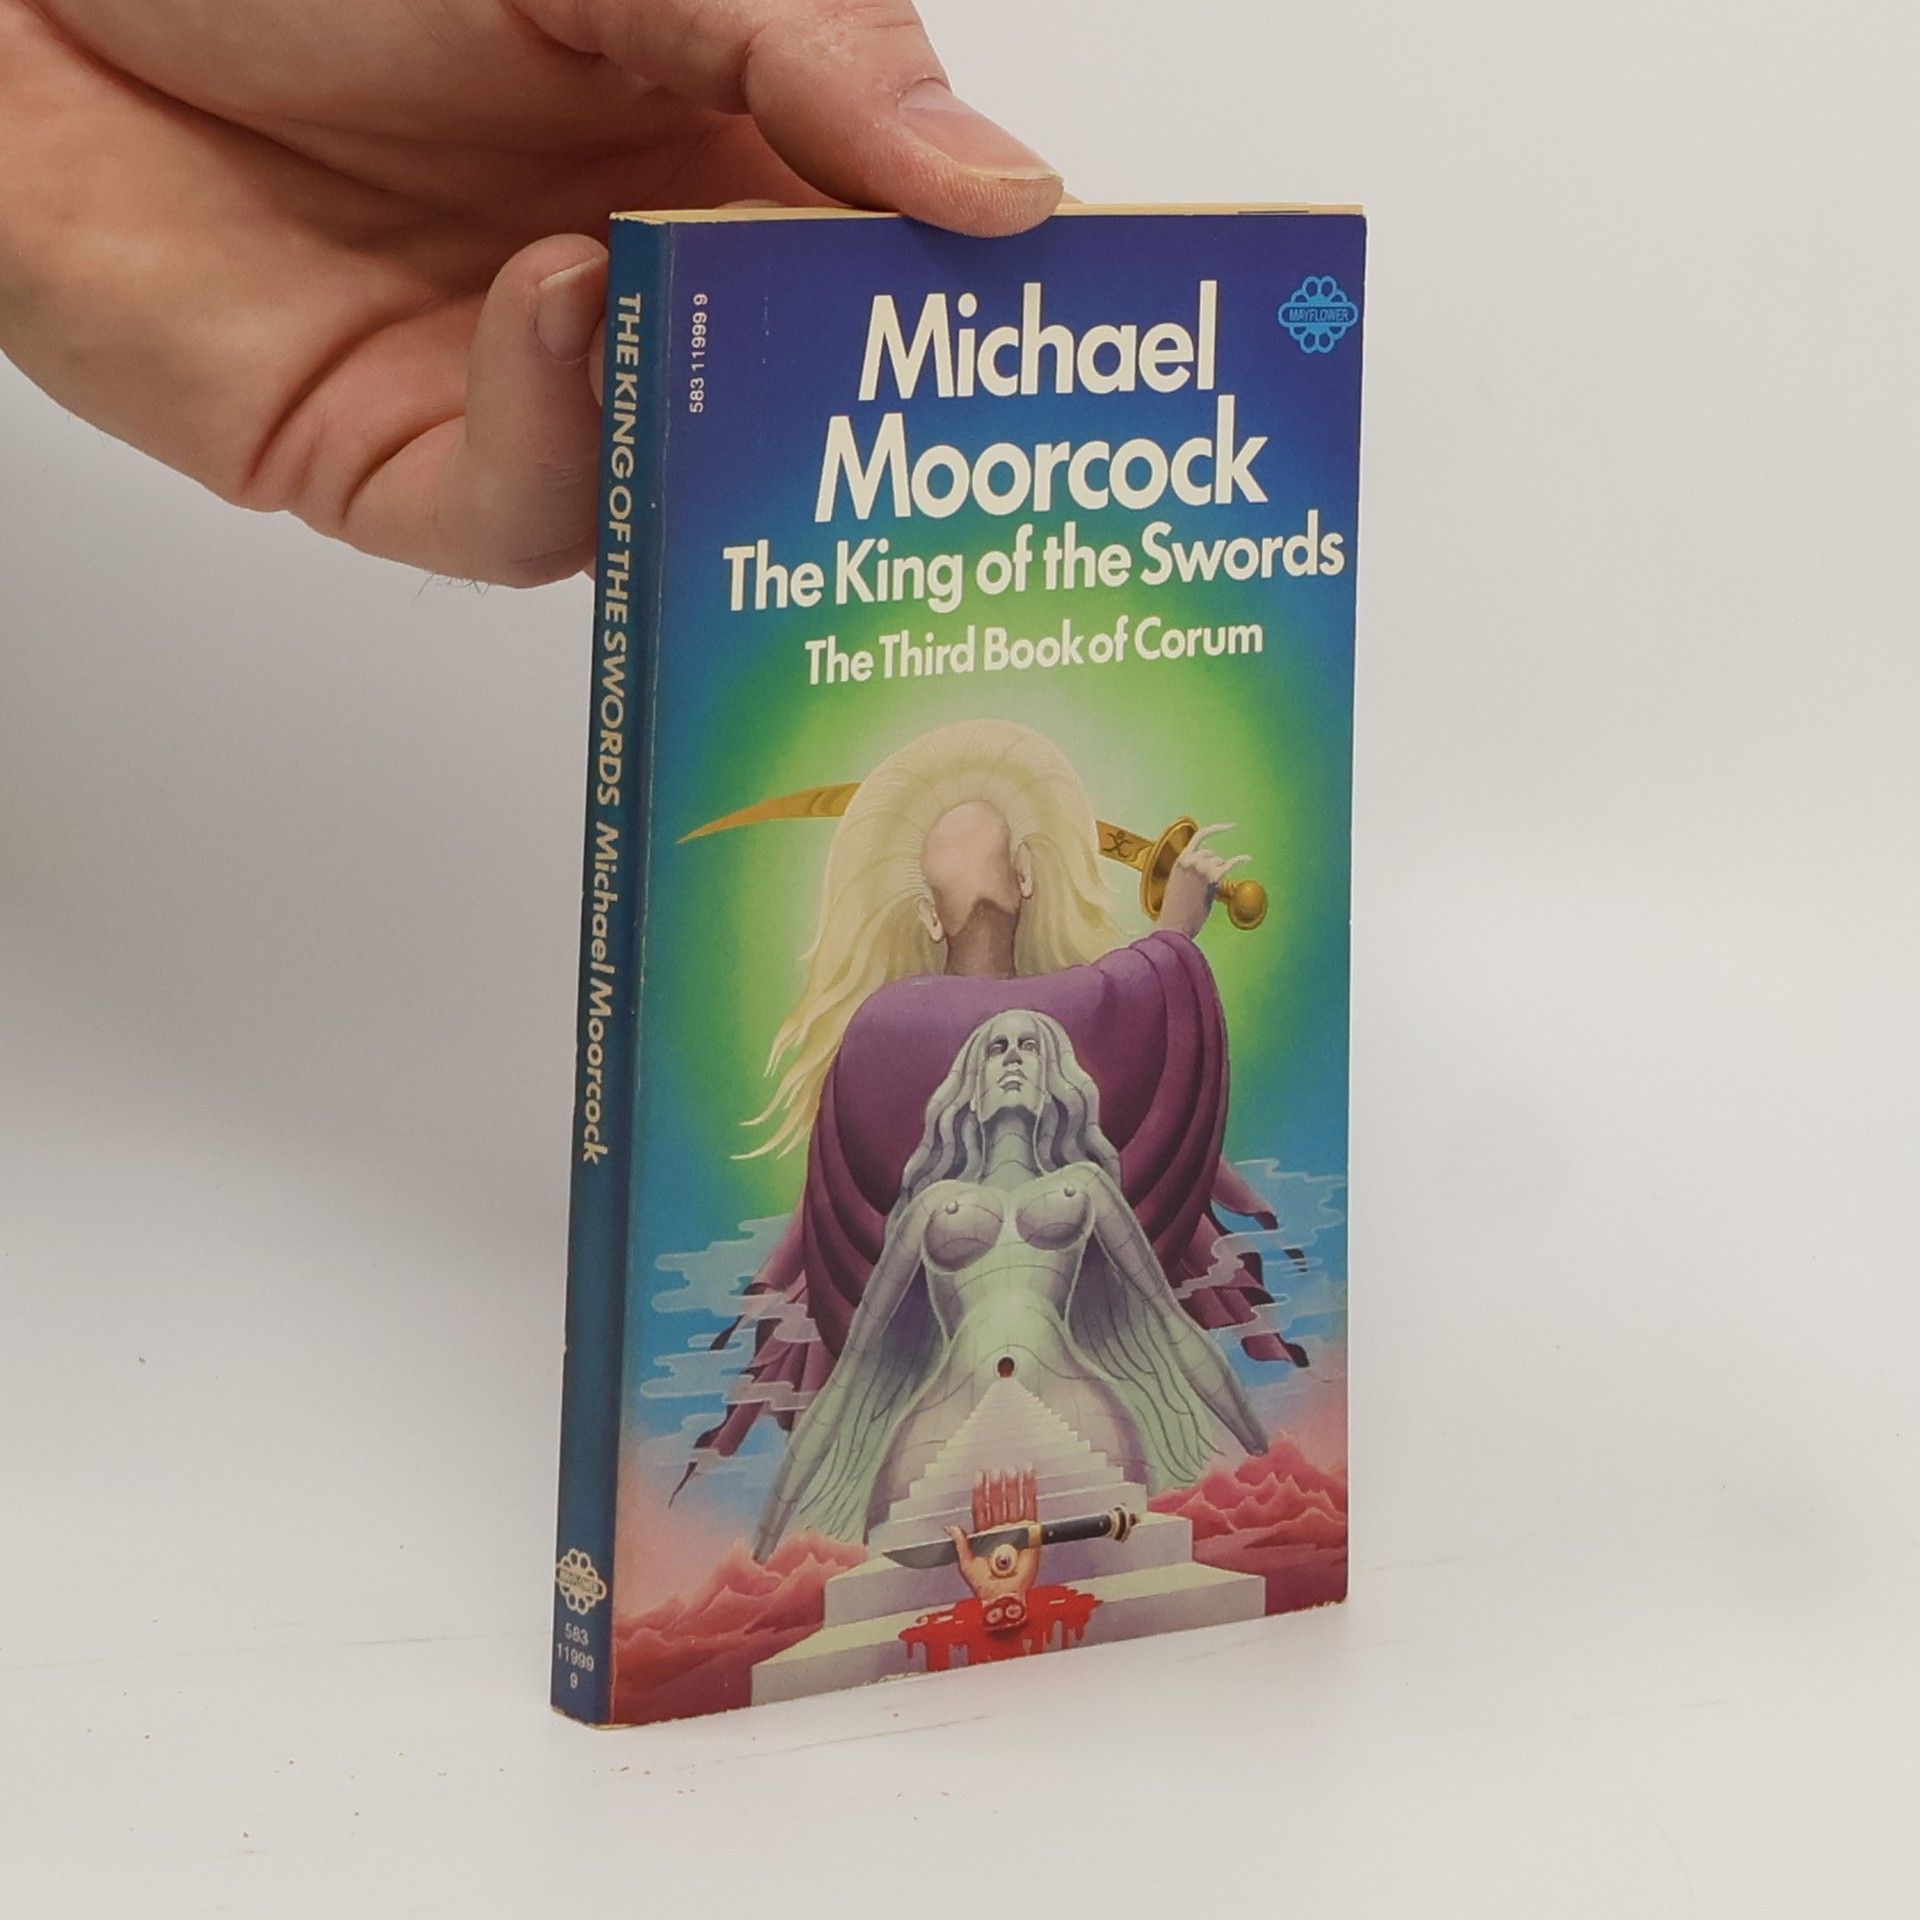 Michael
Moorcock
The King of the Swords
The Third Book of Corum
MAYFLOWER
583 11999 9
THE KING OF THE SWORDS Michael Moorcock
MAYFLOWER
583
11999
9